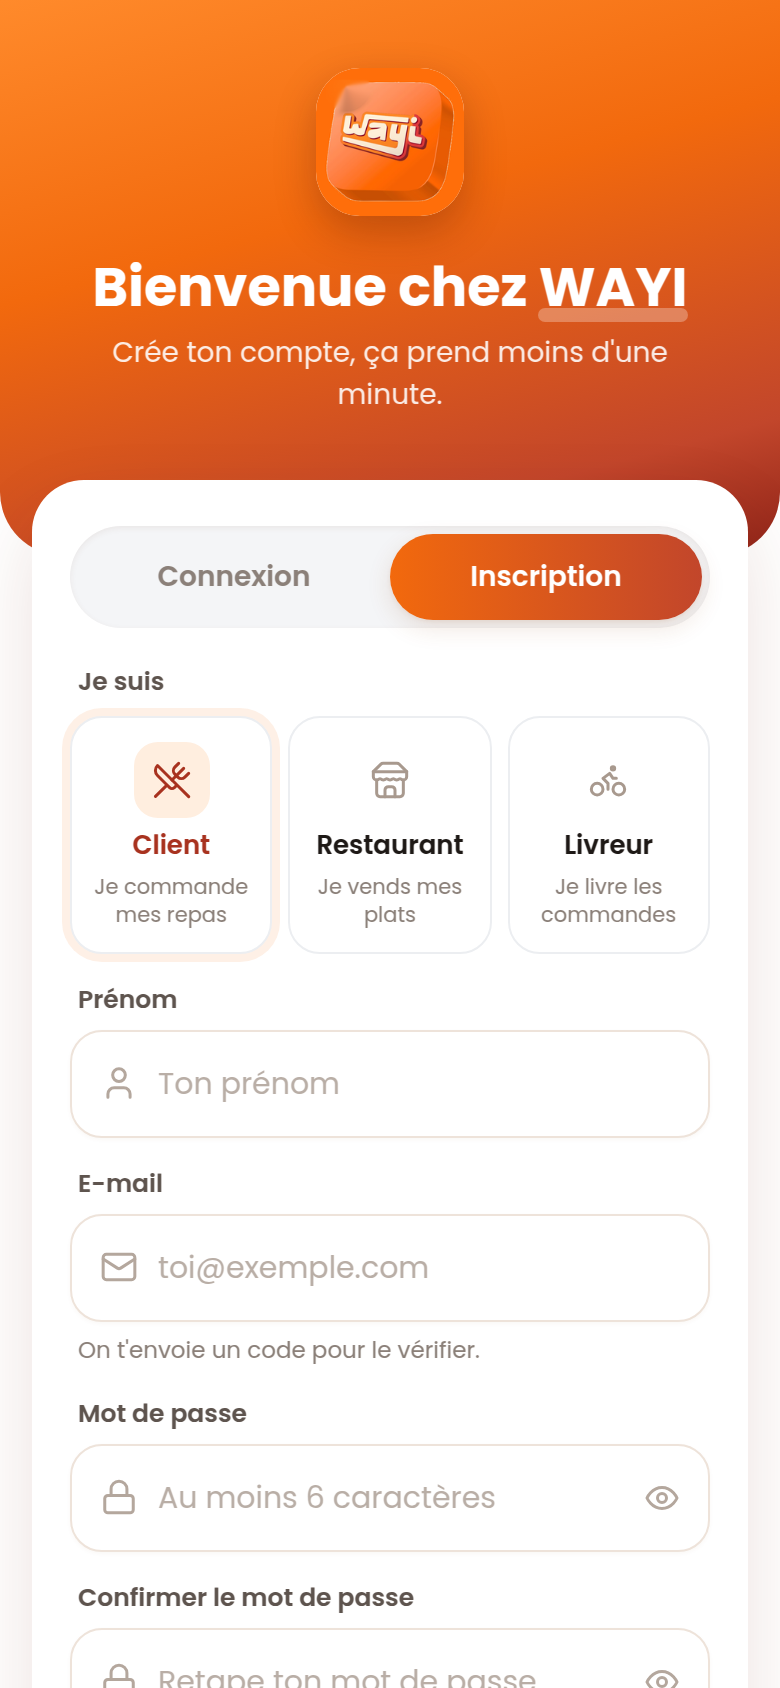 wayi
Bienvenue chez WAYI
Crée ton compte, ça prend moins d'une
minute.
Connexion
Inscription
Je suis
Client
Je commande
mes repas
Restaurant
Je vends mes
plats
Livreur
Je livre les
commandes
Prénom
Ton prénom
E-mail
toi@exemple.com
On t'envoie un code pour le vérifier.
Mot de passe
Au moins 6 caractères
Confirmer le mot de passe
Retape ton mot de passe